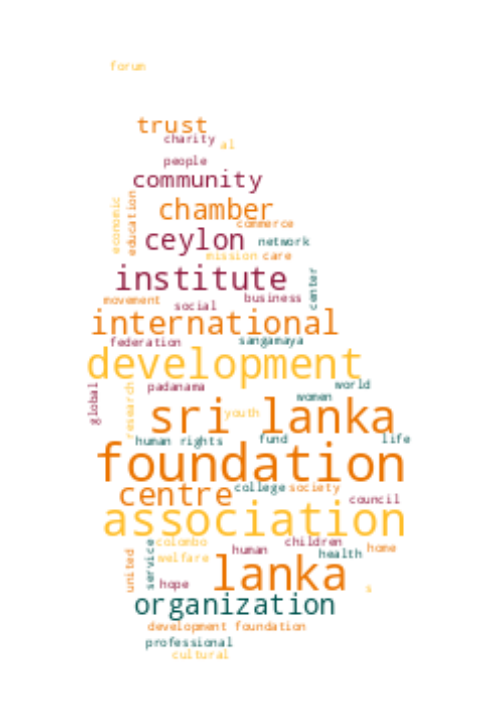 forum
trust
charity
al
people
community
economic
education
chamber
commerce
ceylon
network
mission
care
institute
center
movement
social
business
international
federation
sangamaya
development
global
research
padanama
world
women
sri lanka
youth
human rights
fund
life
foundation
centre
college
society
council
association
united
service
colombo
children
welfare
human
health
home
hope
lanka
s
organization
development foundation
professional
cultural